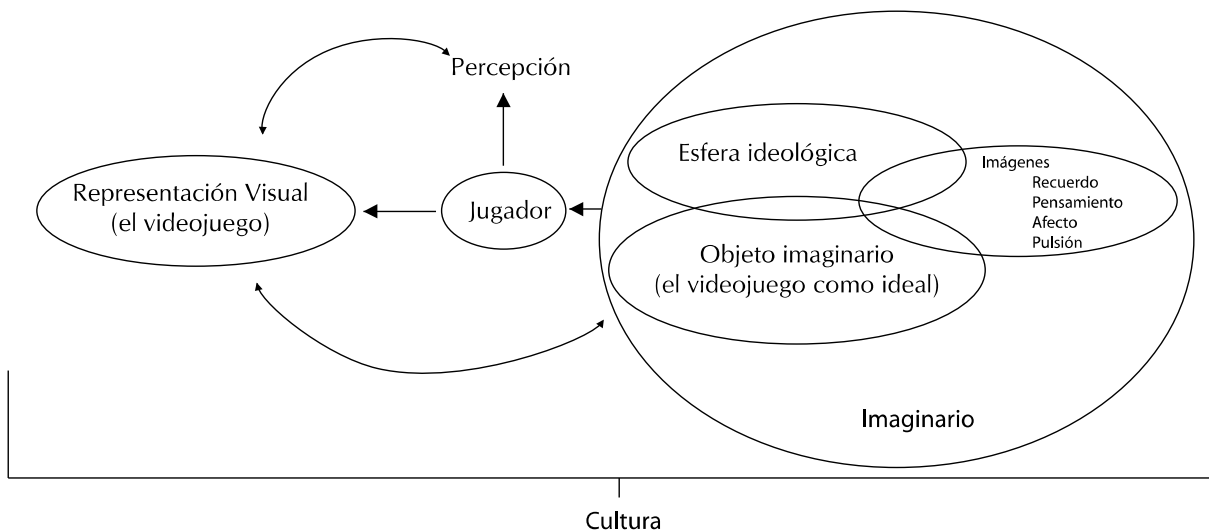 Percepción
Representación Visual
(el videojuego)
Jugador
Esfera ideológica
Imágenes
Recuerdo
Pensamiento
Afecto
Pulsión
Objeto imaginario
(el videojuego como ideal)
Imaginario
Cultura